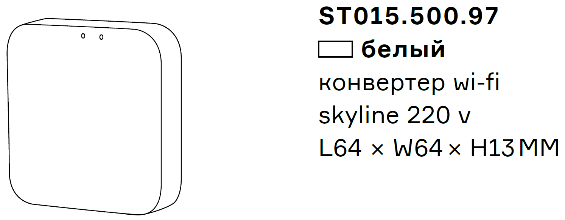 ST015.500.97
белый
конвертер wi-fi
skyline 220 v
L64 × W64 × H13 MM